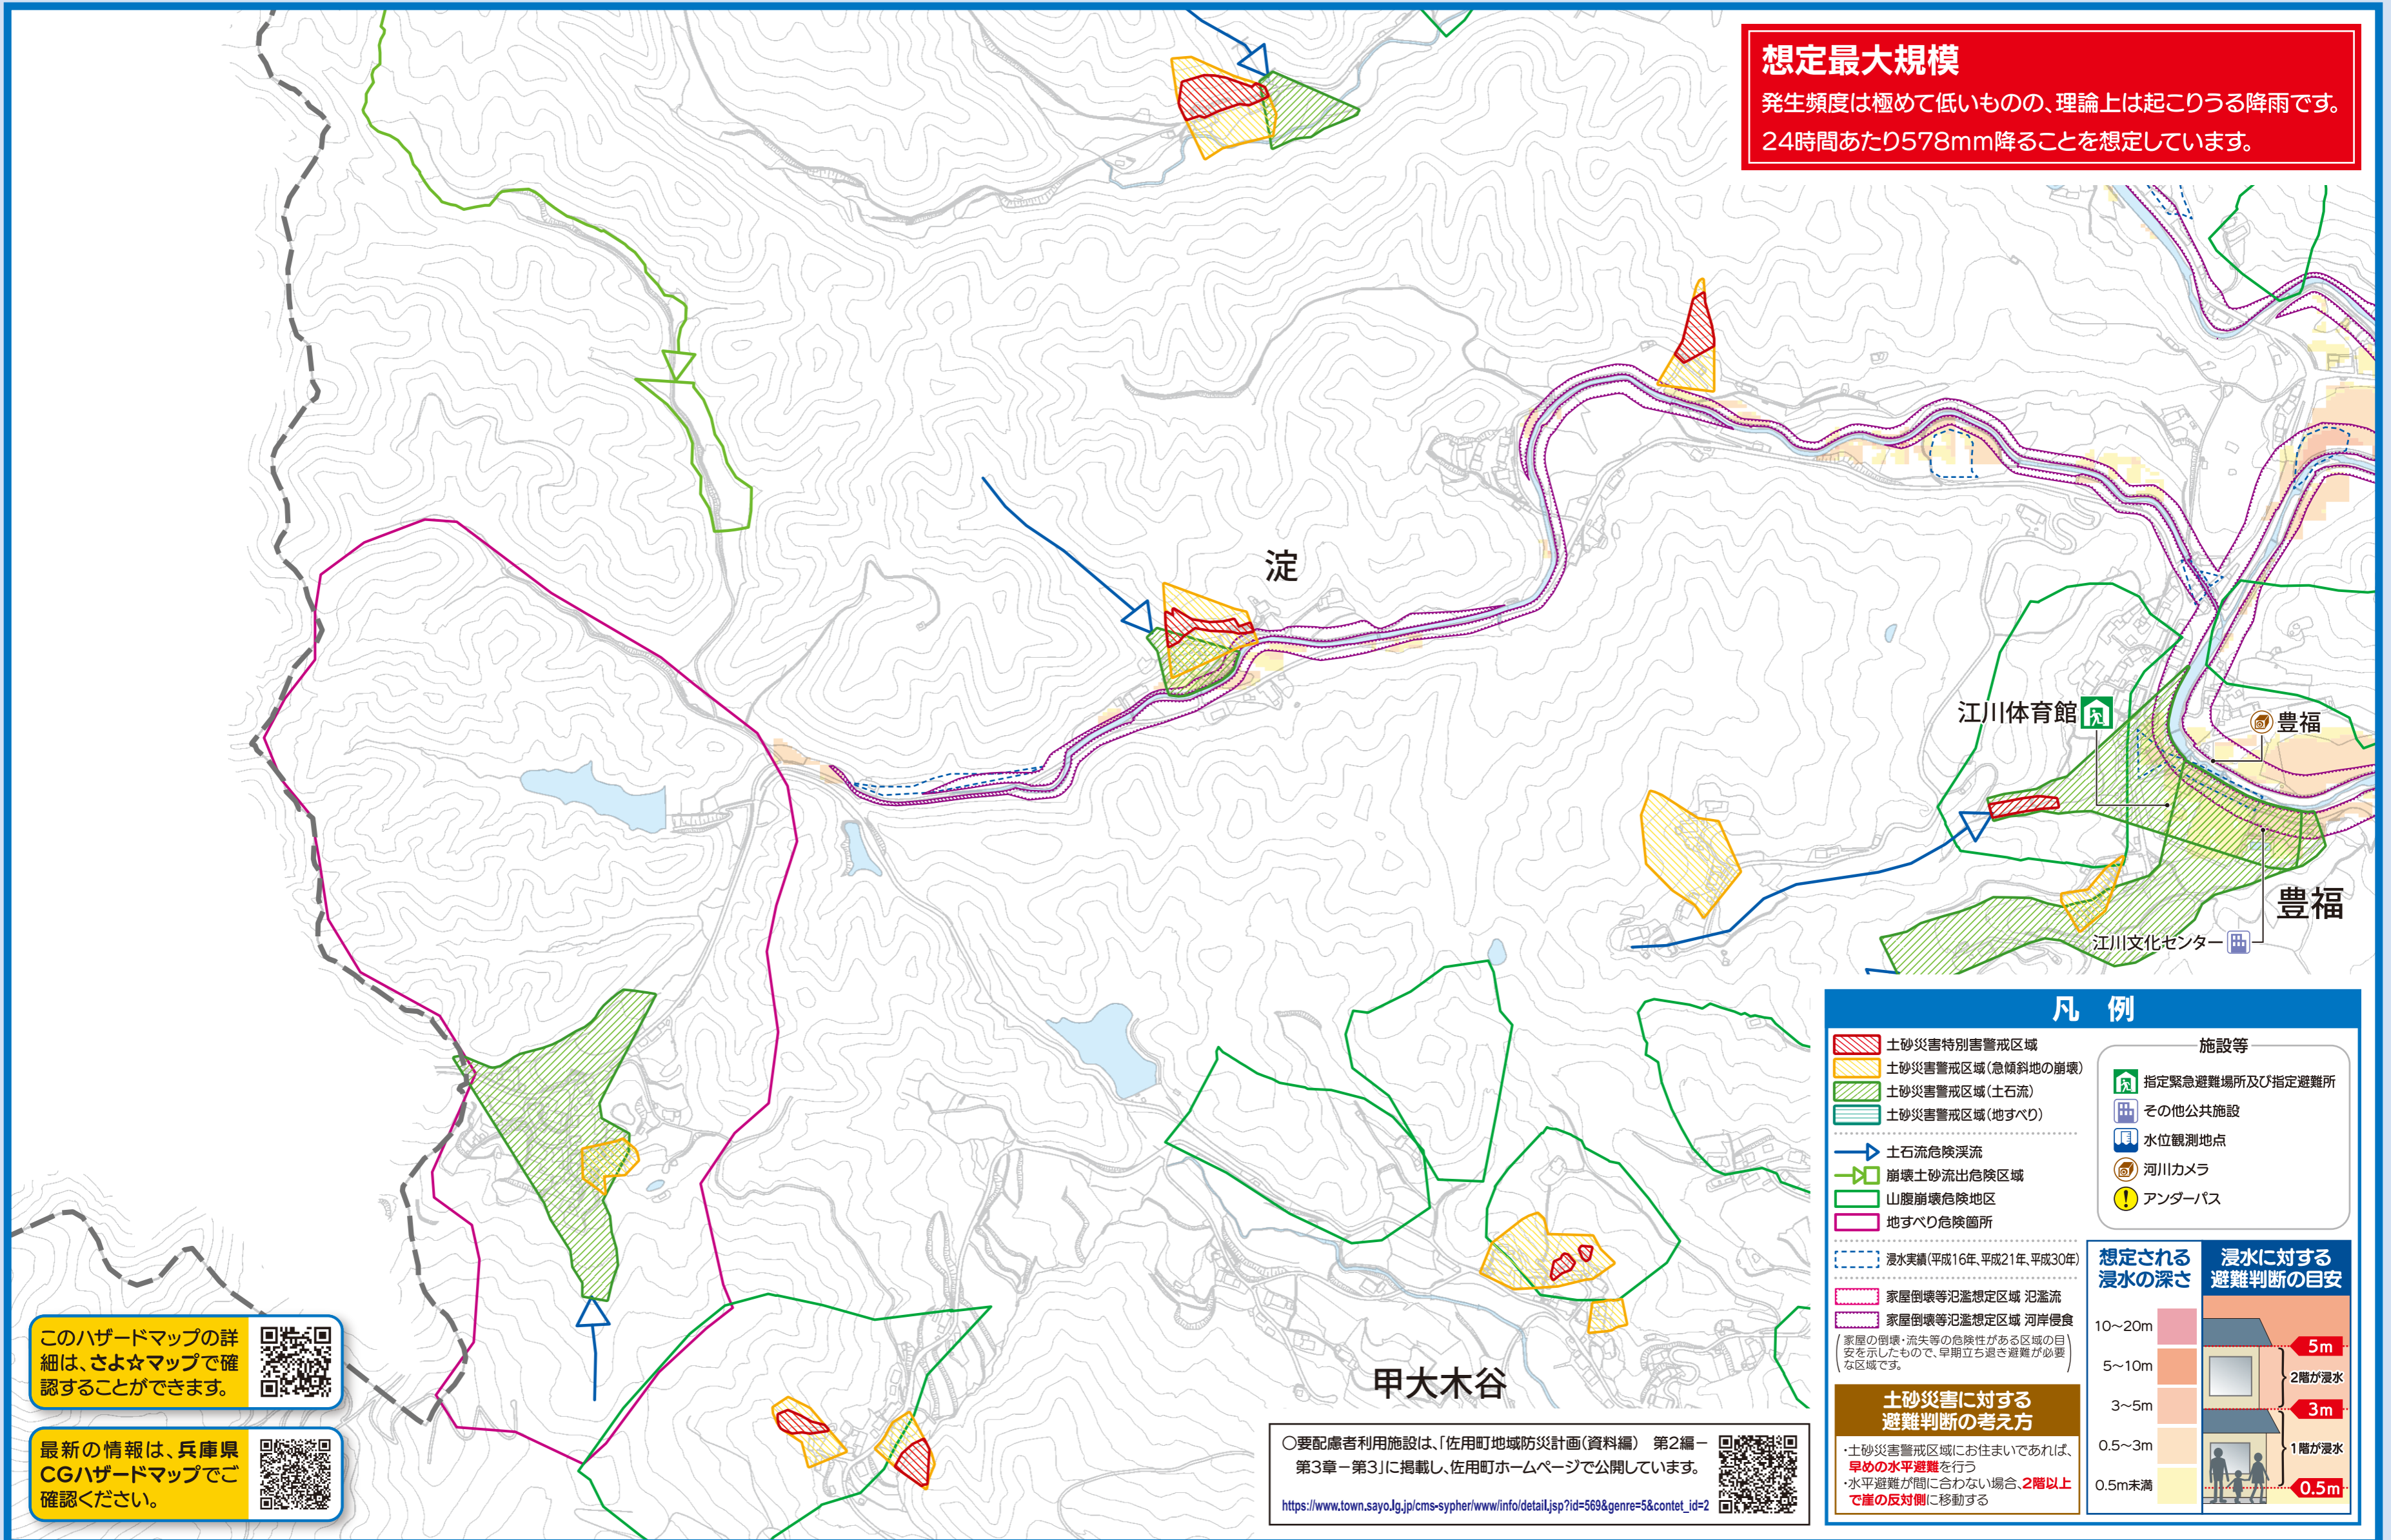 想定最大規模
発生頻度は極めて低いものの、理論上は起こりうる降雨です。
24時間あたり578mm降ることを想定しています。
淀
江川体育館
豊福
豊福
江川文化センター
甲大木谷
このハザードマップの詳
細は、さよ☆マップで確
認することができます。
最新の情報は、兵庫県
CGハザードマップでご
確認ください。
○要配慮者利用施設は、「佐用町地域防災計画(資料編) 第2編-
第3章-第3」に掲載し、佐用町ホームページで公開しています。
https://www.town.sayo.lg.jp/cms-sypher/www/info/detail.jsp?id=569&genre=5&contet_id=2
凡 例
土砂災害特別害警戒区域
土砂災害警戒区域(急傾斜地の崩壊)
土砂災害警戒区域(土石流)
土砂災害警戒区域(地すべり)
土石流危険渓流
崩壊土砂流出危険区域
山腹崩壊危険地区
地すべり危険箇所
浸水実績(平成16年、平成21年、平成30年)
家屋倒壊等氾濫想定区域 氾濫流
家屋倒壊等氾濫想定区域 河岸侵食
(家屋の倒壊・流失等の危険性がある区域の目
安を示したもので、早期立ち退き避難が必要
な区域です。)
土砂災害に対する
避難判断の考え方
・土砂災害警戒区域にお住まいであれば、
早めの水平避難を行う
・水平避難が間に合わない場合、2階以上
で崖の反対側に移動する
施設等
指定緊急避難場所及び指定避難所
その他公共施設
水位観測地点
河川カメラ
アンダーパス
想定される
浸水の深さ
10～20m
5～10m
3～5m
0.5～3m
0.5m未満
浸水に対する
避難判断の目安
5m
2階が浸水
3m
1階が浸水
0.5m